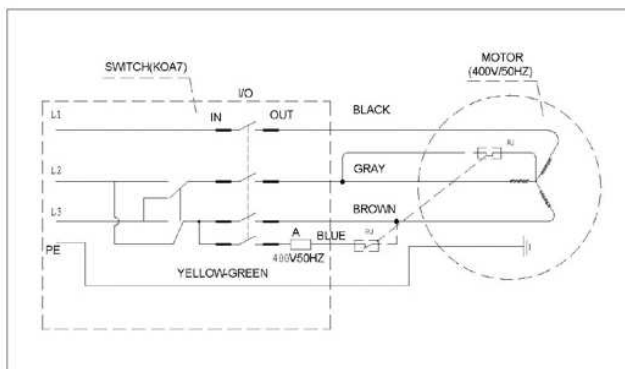 MOTOR
(400V/50HZ)
SWITCH(KOA7)
I/O
L1
IN
OUT
BLACK
L2
GRAY
L3
BROWN
A
BLUE
PE
400V50HZ
YELLOW-GREEN